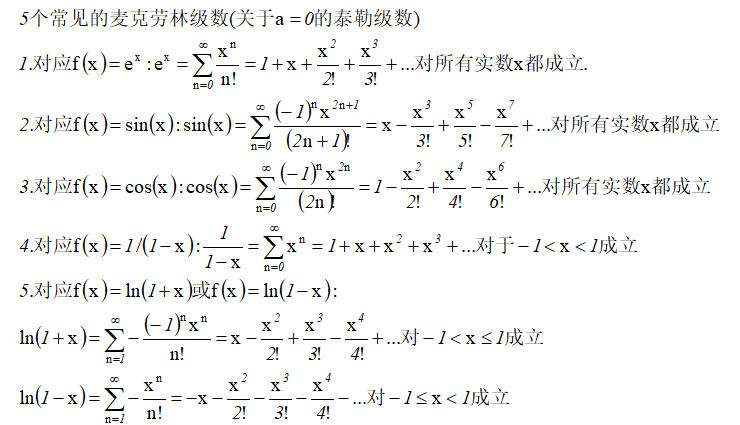 5个常见的麦克劳林级数(关于a = 0的泰勒级数)
1.对应f(x)= e^x : e^x = ∑_{n=0}^{∞} x^n/n! = 1 + x + x^2/2! + x^3/3! + ...对所有实数x都成立.
2.对应f(x)= sin(x): sin(x)= ∑_{n=0}^{∞} (-1)^n x^{2n+1}/(2n+1)! = x - x^3/3! + x^5/5! - x^7/7! + ...对所有实数x都成立
3.对应f(x)= cos(x): cos(x)= ∑_{n=0}^{∞} (-1)^n x^{2n}/(2n)! = 1 - x^2/2! + x^4/4! - x^6/6! + ...对所有实数x都成立
4.对应f(x)= 1/(1-x): 1/(1-x) = ∑_{n=0}^{∞} x^n = 1 + x + x^2 + x^3 + ...对于-1 < x < 1成立
5.对应f(x)= ln(1+x)或f(x)= ln(1-x):
ln(1+x)= ∑_{n=1}^{∞} - (-1)^n x^n/n! = x - x^2/2! + x^3/3! - x^4/4! + ...对-1 < x ≤ 1成立
ln(1-x)= ∑_{n=1}^{∞} - x^n/n! = -x - x^2/2! - x^3/3! - x^4/4! - ...对-1 ≤ x < 1成立